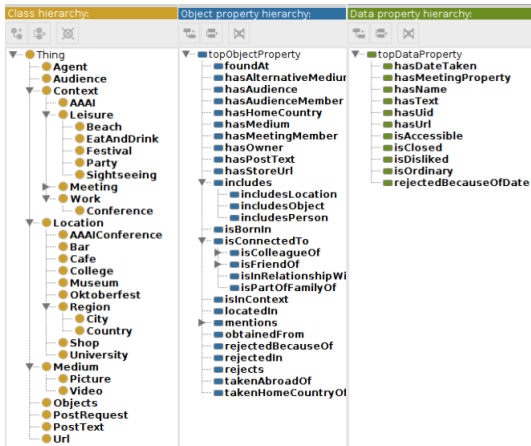 Class hierarchy:
Thing
Agent
Audience
Context
AAAI
Leisure
Beach
EatAndDrink
Festival
Party
Sightseeing
Meeting
Work
Conference
Location
AAAIConference
Bar
Cafe
College
Museum
Oktoberfest
Region
City
Country
Shop
University
Medium
Picture
Video
Objects
PostRequest
PostText
Url
Object property hierarchy:
topObjectProperty
foundAt
hasAlternativeMediur
hasAudience
hasAudienceMember
hasHomeCountry
hasMedium
hasMeetingMember
hasOwner
hasPostText
hasStoreUrl
includes
includesLocation
includesObject
includesPerson
isBornIn
isConnectedTo
isColleagueOf
isFriendOf
isInRelationshipWi
isPartOfFamilyOf
isInContext
locatedIn
mentions
obtainedFrom
rejectedBecauseOf
rejectedIn
rejects
takenAbroadOf
takenHomeCountryOf
Data property hierarchy:
topDataProperty
hasDateTaken
hasMeetingProperty
hasName
hasText
hasUid
hasUrl
isAccessible
isClosed
isDisliked
isOrdinary
rejectedBecauseOfDate